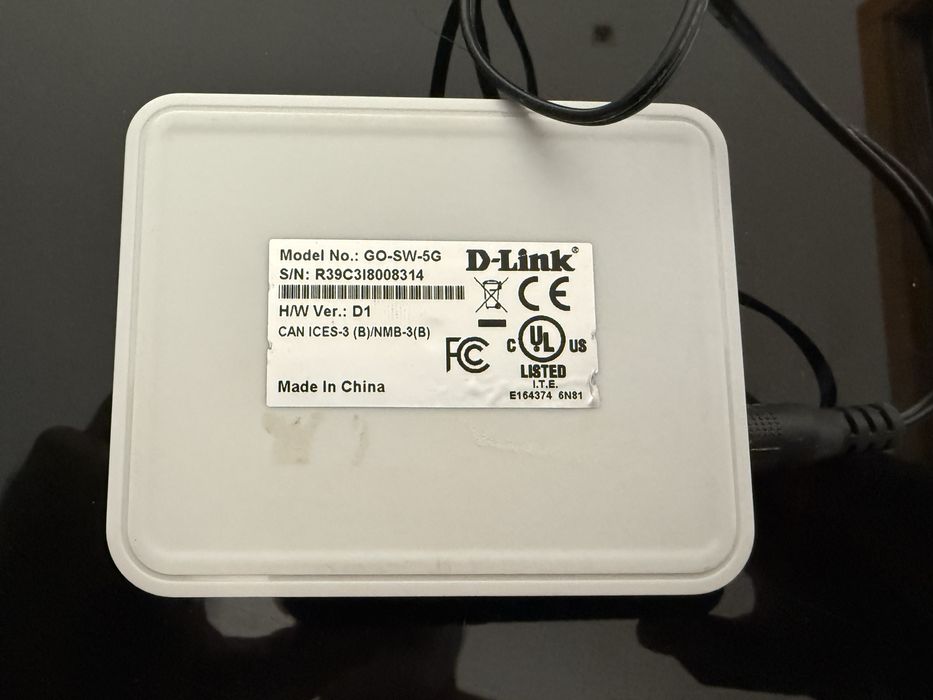 Model No.: GO-SW-5G
D-Link®
S/N: R39C3I8008314
CE
H/W Ver.: D1
CAN ICES-3 (B)/NMB-3(B)
FC
C UL US
LISTED
I.T.E.
E164374 6N81
Made In China